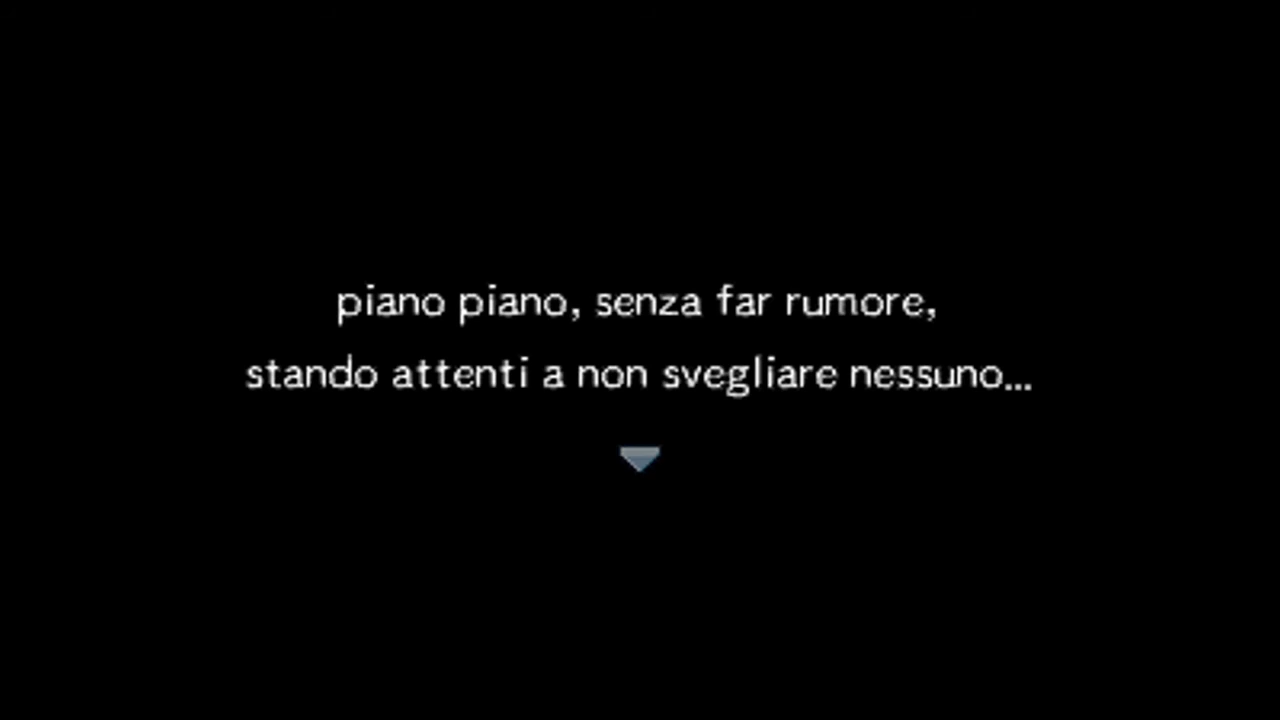 piano piano, senza far rumore,
stando attenti a non svegliare nessuno...